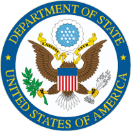 DEPARTMENT OF STATE
UNITED STATES OF AMERICA